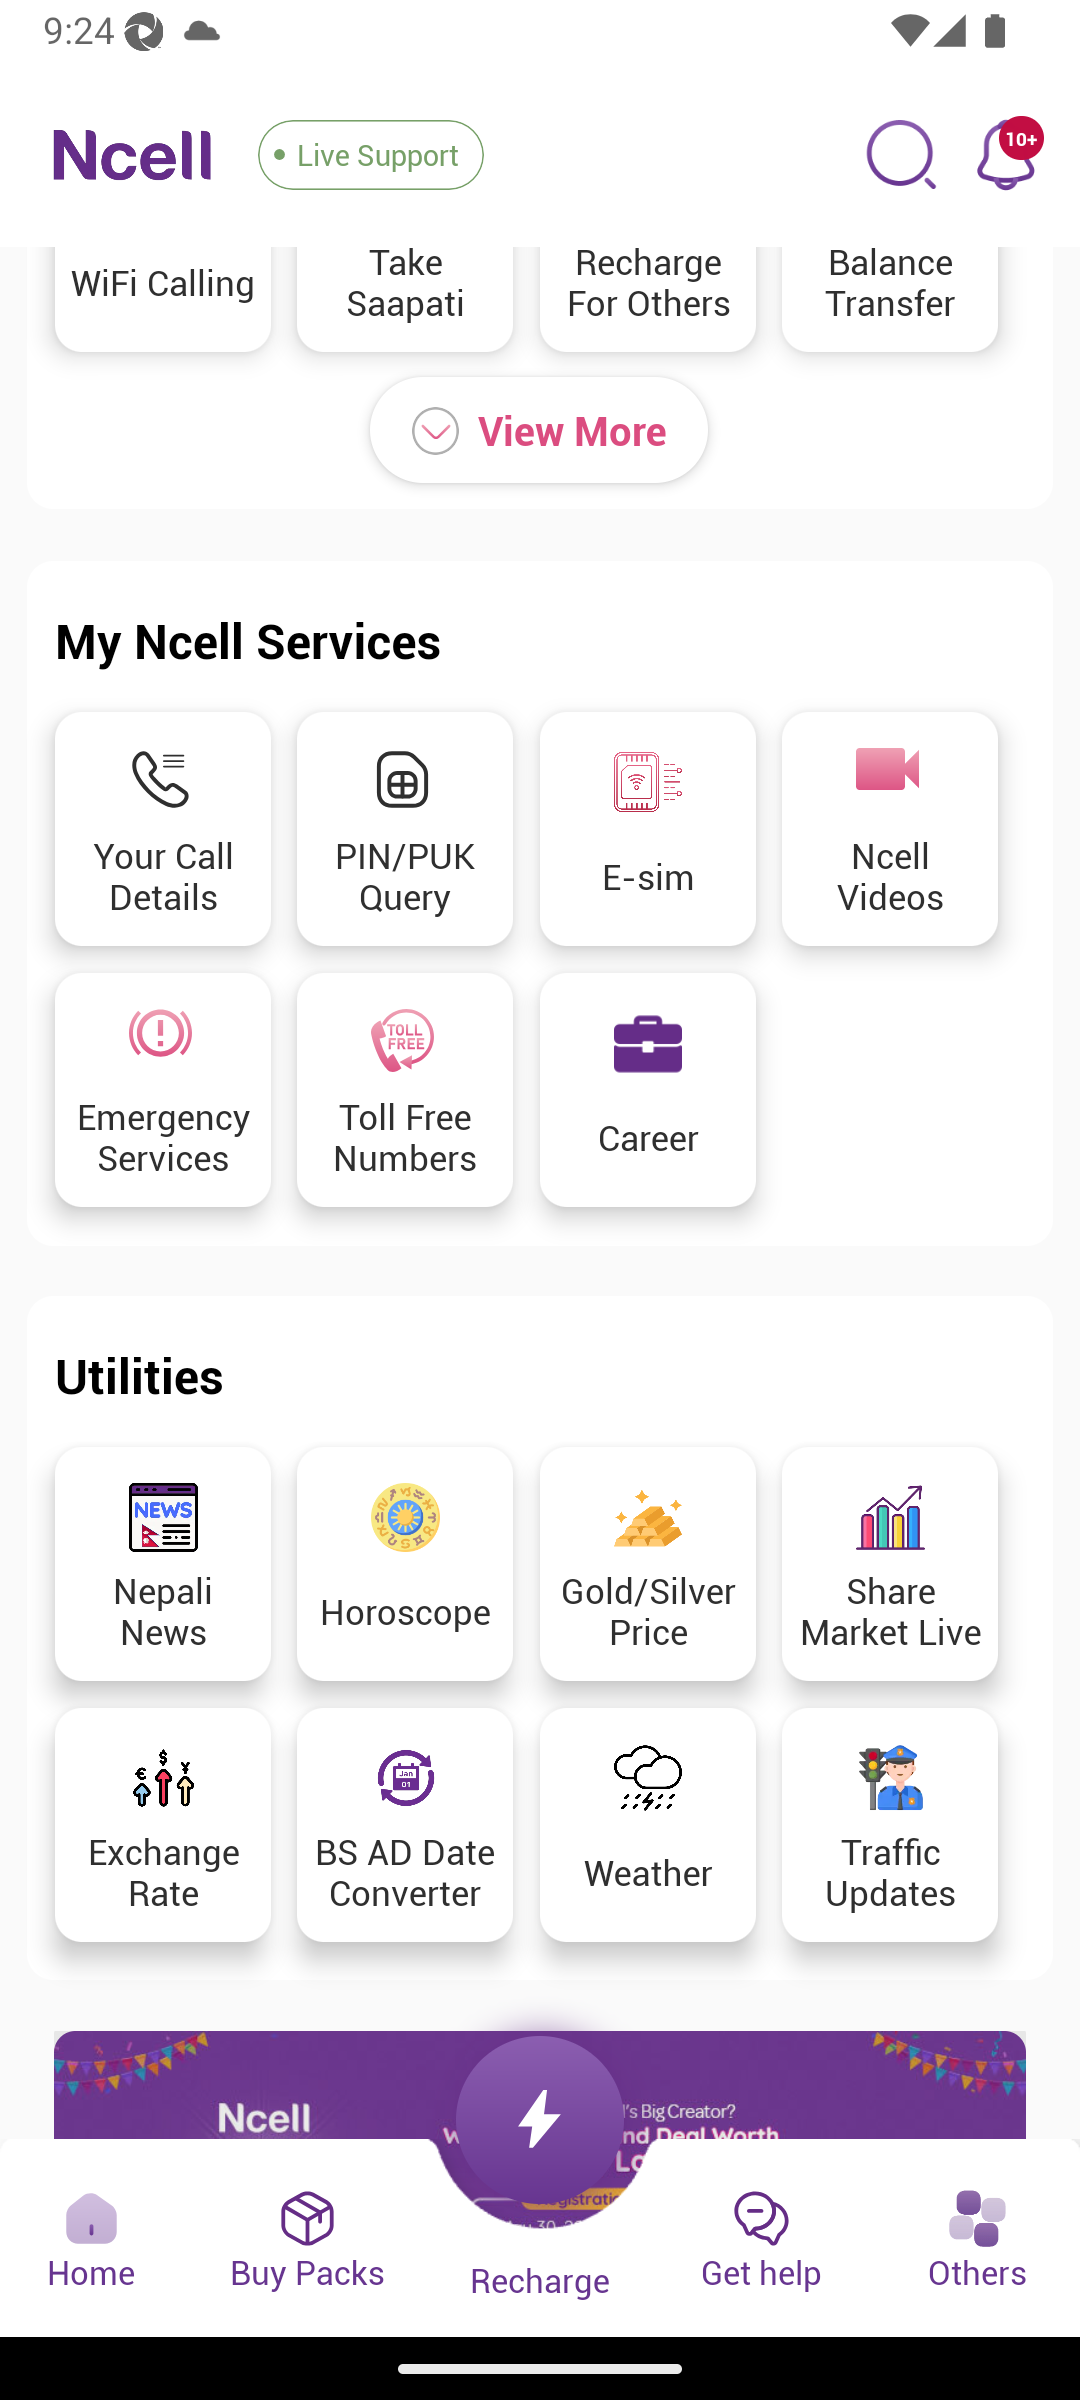 9:24
Ncell
Live Support
10+
WiFi Calling
Take
Saapati
Recharge
For Others
Balance
Transfer
View More
My Ncell Services
Your Call
Details
PIN/PUK
Query
E-sim
Ncell
Videos
Emergency
Services
TOLL
FREE
Toll Free
Numbers
Career
Utilities
NEWS
Nepali
News
Horoscope
Gold/Silver
Price
Share
Market Live
Exchange
Rate
Jan
01
BS AD Date
Converter
Weather
Traffic
Updates
Ncell
l's Big Creator?
nd Deal Worth
Home
Buy Packs
Recharge
Get help
Others